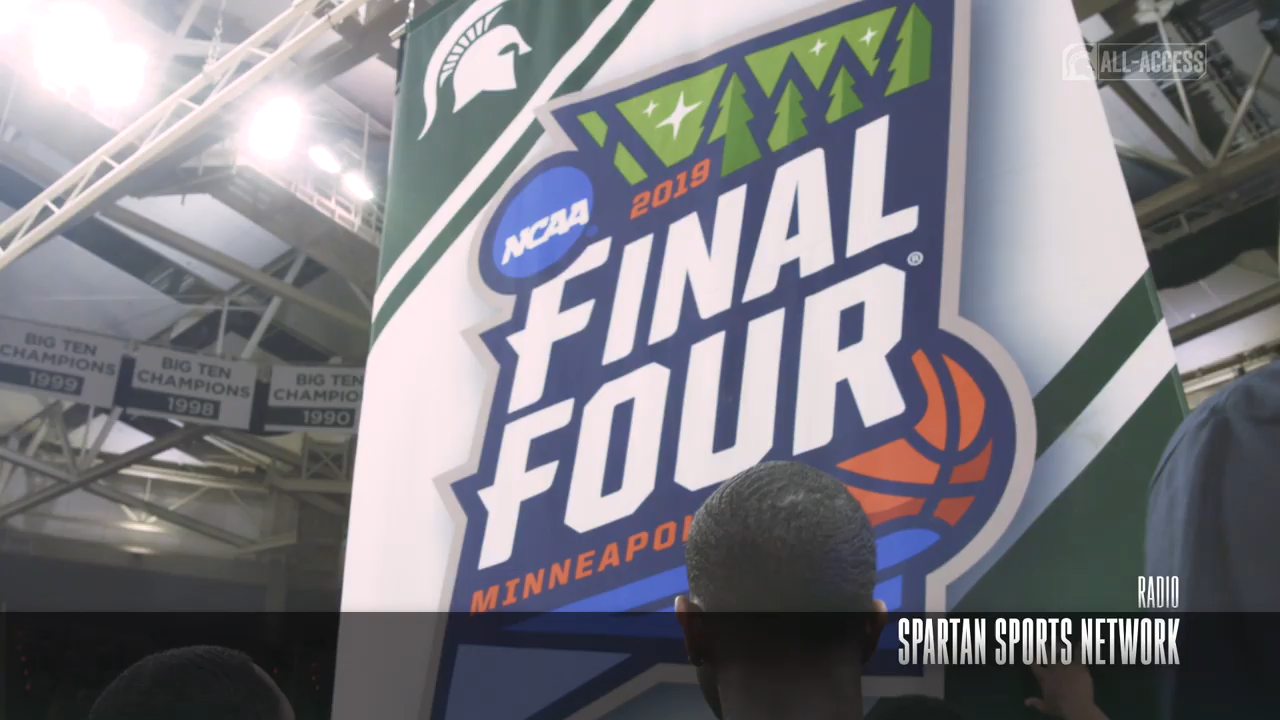 ALL-ACCESS
NCAA
2019
FINAL
FOUR
®
BIG TEN
CHAMPIONS
1999
BIG TEN
CHAMPIONS
1998
BIG TEN
CHAMPIO
1990
MINNEAPO
RADIO
SPARTAN SPORTS NETWORK